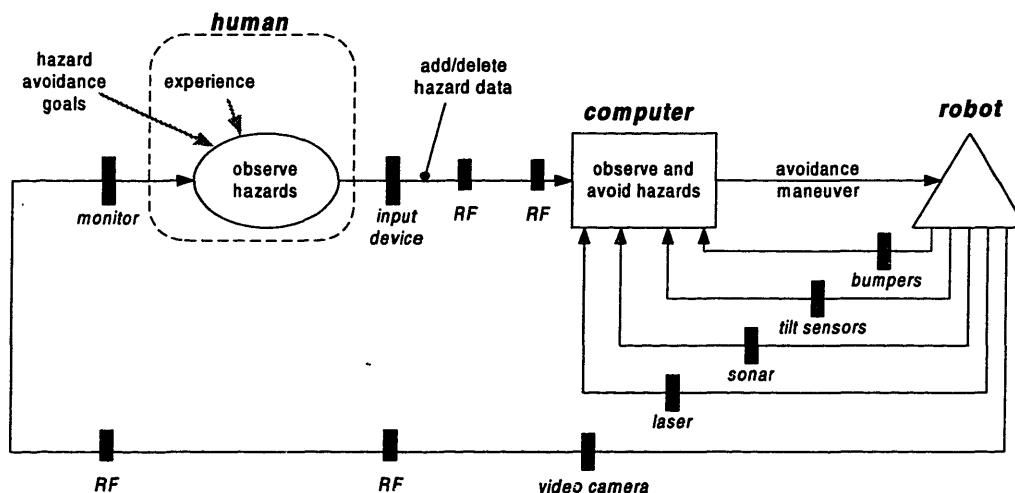 human
hazard
avoidance
goals
experience
add/delete
hazard data
computer
robot
observe
hazards
observe and
avoid hazards
avoidance
maneuver
monitor
input
device
RF
RF
bumpers
tilt sensors
sonar
laser
RF
RF
video camera